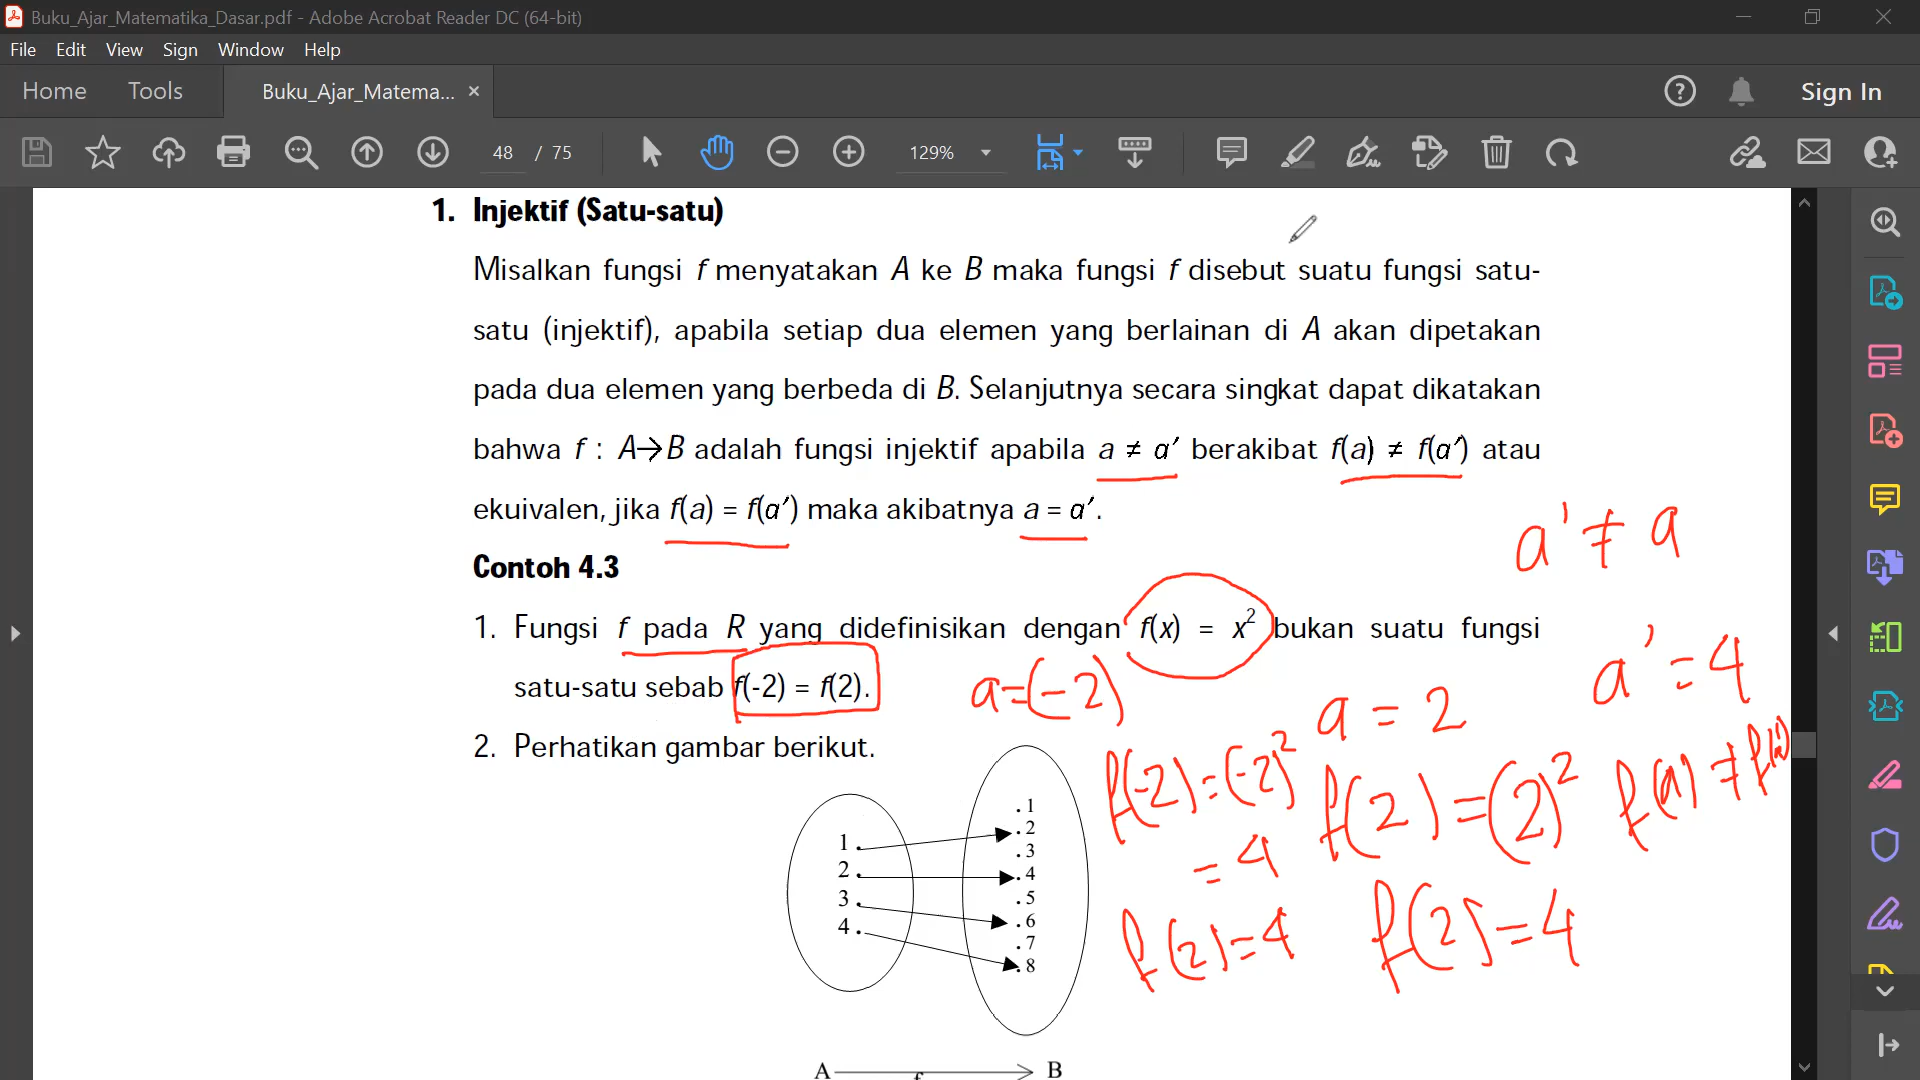 Buku_Ajar_Matematika_Dasar.pdf - Adobe Acrobat Reader DC (64-bit)
File Edit View Sign Window Help
Home Tools Buku_Ajar_Matema... × Sign In
48 / 75 129%
1. Injektif (Satu-satu)
Misalkan fungsi f menyatakan A ke B maka fungsi f disebut suatu fungsi satu-
satu (injektif), apabila setiap dua elemen yang berlainan di A akan dipetakan
pada dua elemen yang berbeda di B. Selanjutnya secara singkat dapat dikatakan
bahwa f : A→B adalah fungsi injektif apabila a ≠ a′ berakibat f(a) ≠ f(a′) atau
ekuivalen, jika f(a) = f(a′) maka akibatnya a = a′.
a' ≠ a
Contoh 4.3
1. Fungsi f pada R yang didefinisikan dengan f(x) = x² bukan suatu fungsi
satu-satu sebab f(-2) = f(2).
a=(-2)
a = 2
a' = 4
2. Perhatikan gambar berikut.
f(-2) = (-2)²
= 4
f(2) = 4
f(2) = (2)²
f(2) = 4
f(a) ≠ f(a')
1 .
2 .
3 .
4 .
. 1
. 2
. 3
. 4
. 5
. 6
. 7
. 8
A B